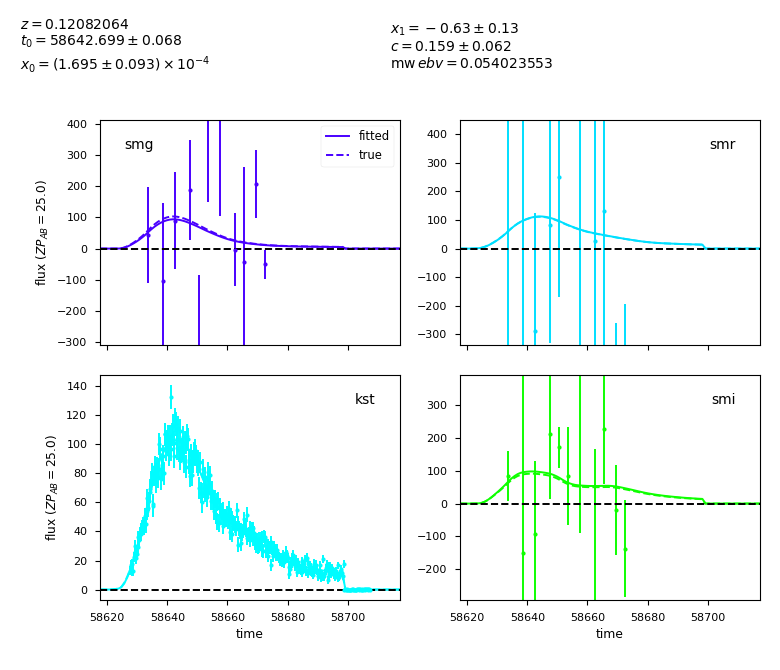 z = 0.12082064
t₀ = 58642.699 ± 0.068
x₀ = (1.695 ± 0.093) × 10⁻⁴
x₁ = −0.63 ± 0.13
c = 0.159 ± 0.062
mw ebv = 0.054023553
smg
fitted
true
400
300
200
100
0
−100
−200
−300
flux (ZP_AB = 25.0)
smr
400
300
200
100
0
−100
−200
−300
kst
140
120
100
80
60
40
20
0
flux (ZP_AB = 25.0)
58620 58640 58660 58680 58700
time
smi
300
200
100
0
−100
−200
58620 58640 58660 58680 58700
time